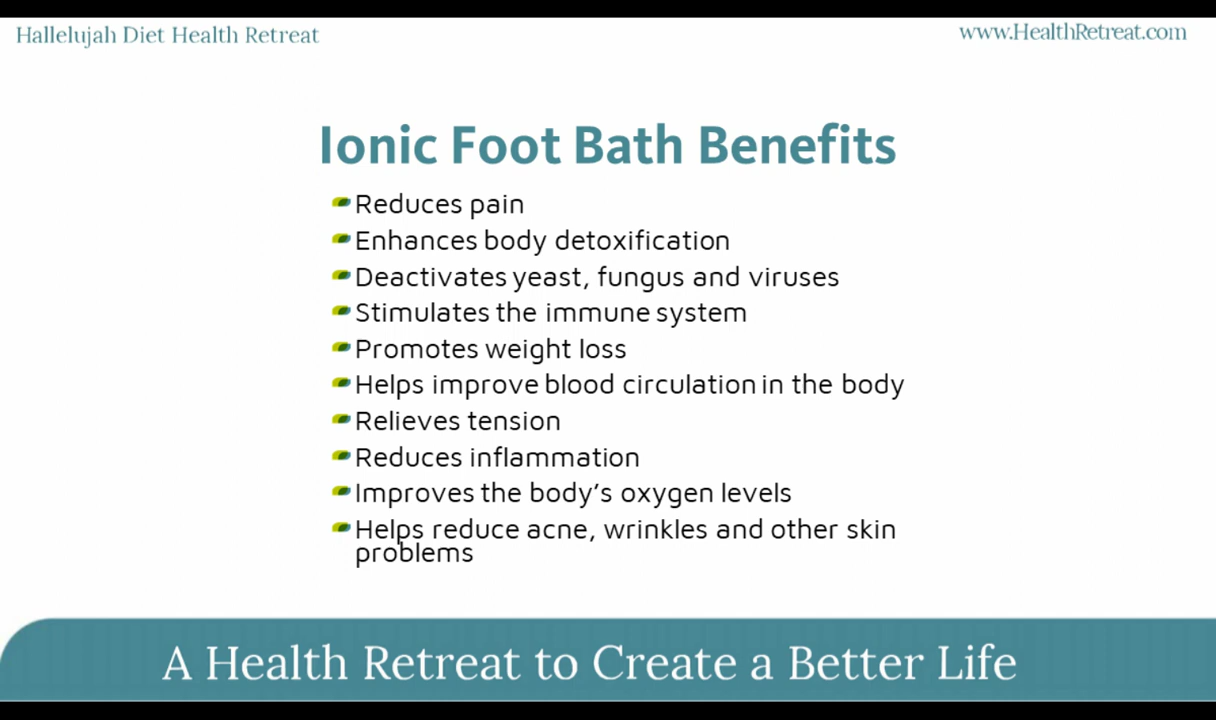 Hallelujah Diet Health Retreat
www.HealthRetreat.com
Ionic Foot Bath Benefits
Reduces pain
Enhances body detoxification
Deactivates yeast, fungus and viruses
Stimulates the immune system
Promotes weight loss
Helps improve blood circulation in the body
Relieves tension
Reduces inflammation
Improves the body’s oxygen levels
Helps reduce acne, wrinkles and other skin
problems
A Health Retreat to Create a Better Life